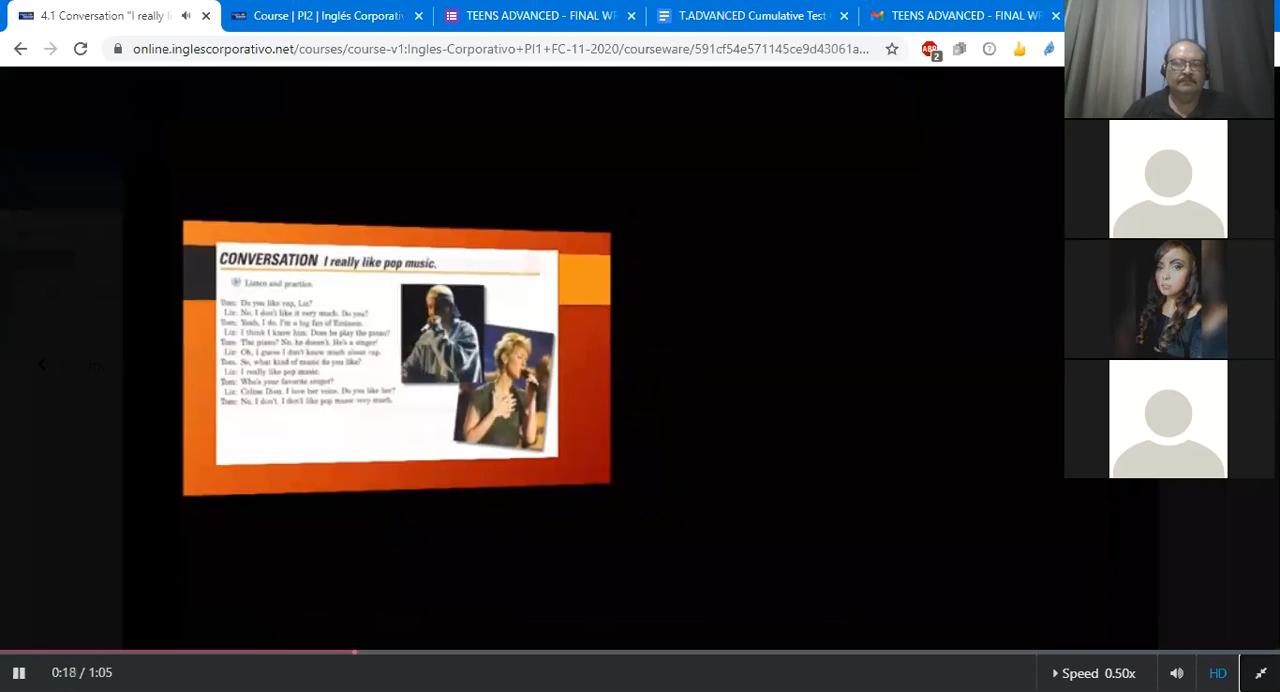 4.1 Conversation "I really li
Course | PI2 | Inglés Corporativ
TEENS ADVANCED - FINAL WR
T.ADVANCED Cumulative Test
TEENS ADVANCED - FINAL WR
online.inglescorporativo.net/courses/course-v1:Ingles-Corporativo+PI1+FC-11-2020/courseware/591cf54e571145ce9d43061a...
ABP
2
CONVERSATION I really like pop music.
Listen and practice.
Tom: Do you like rap, Liz?
Liz: No, I don't like it very much. Do you?
Tom: Yeah, I do. I'm a big fan of Eminem.
Liz: I think I know him. Does he play the piano?
Tom: The piano? No, he doesn't. He's a singer!
Liz: Oh, I guess I don't know much about rap.
Tom: So, what kind of music do you like?
Liz: I really like pop music.
Tom: Who's your favorite singer?
Liz: Celine Dion. I love her voice. Do you like her?
Tom: No, I don't. I don't like pop music very much.
0:18 / 1:05
Speed 0.50x
HD